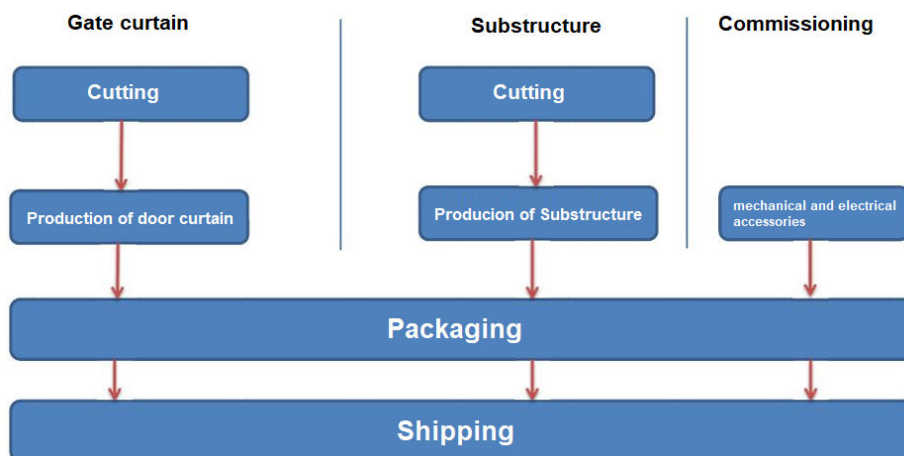 Gate curtain
Substructure
Commissioning
Cutting
Cutting
Production of door curtain
Producion of Substructure
mechanical and electrical
accessories
Packaging
Shipping